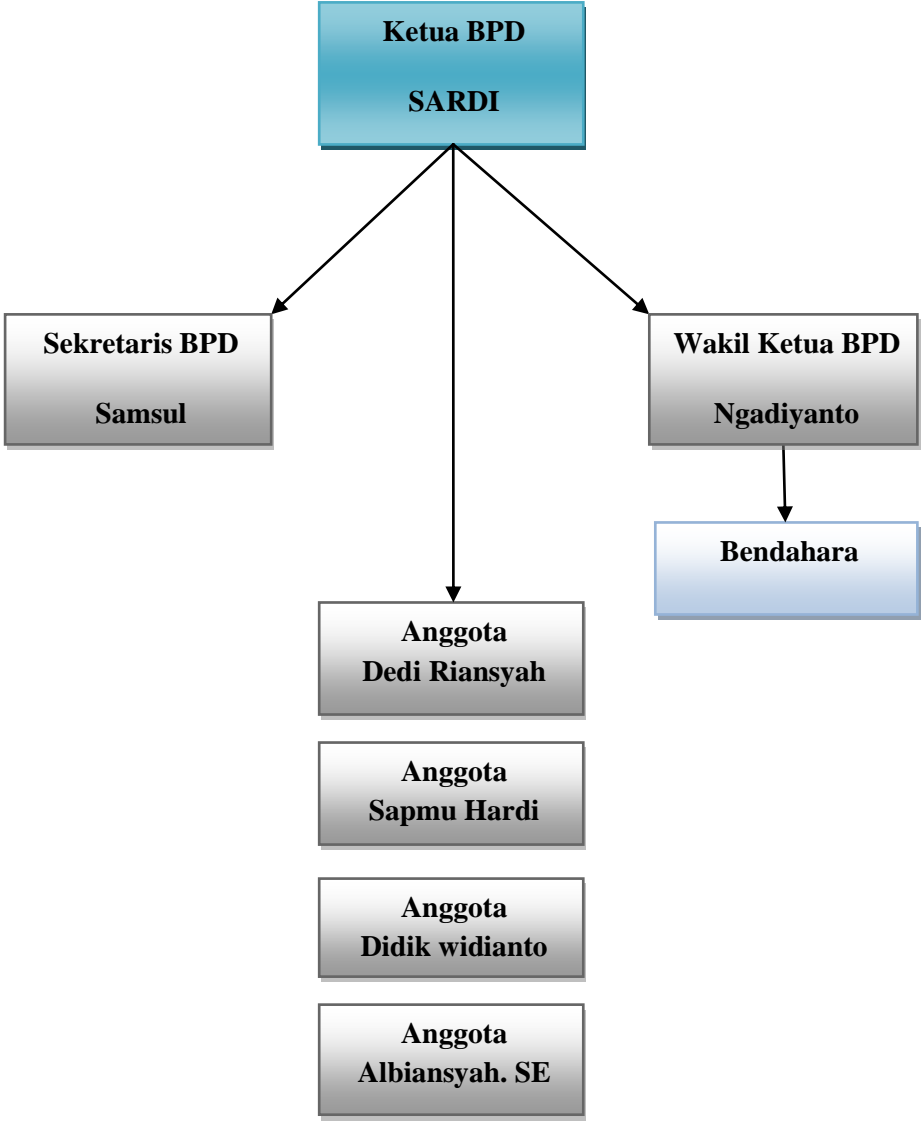 Ketua BPD
SARDI
Sekretaris BPD
Samsul
Wakil Ketua BPD
Ngadiyanto
Bendahara
Anggota
Dedi Riansyah
Anggota
Sapmu Hardi
Anggota
Didik widianto
Anggota
Albiansyah. SE